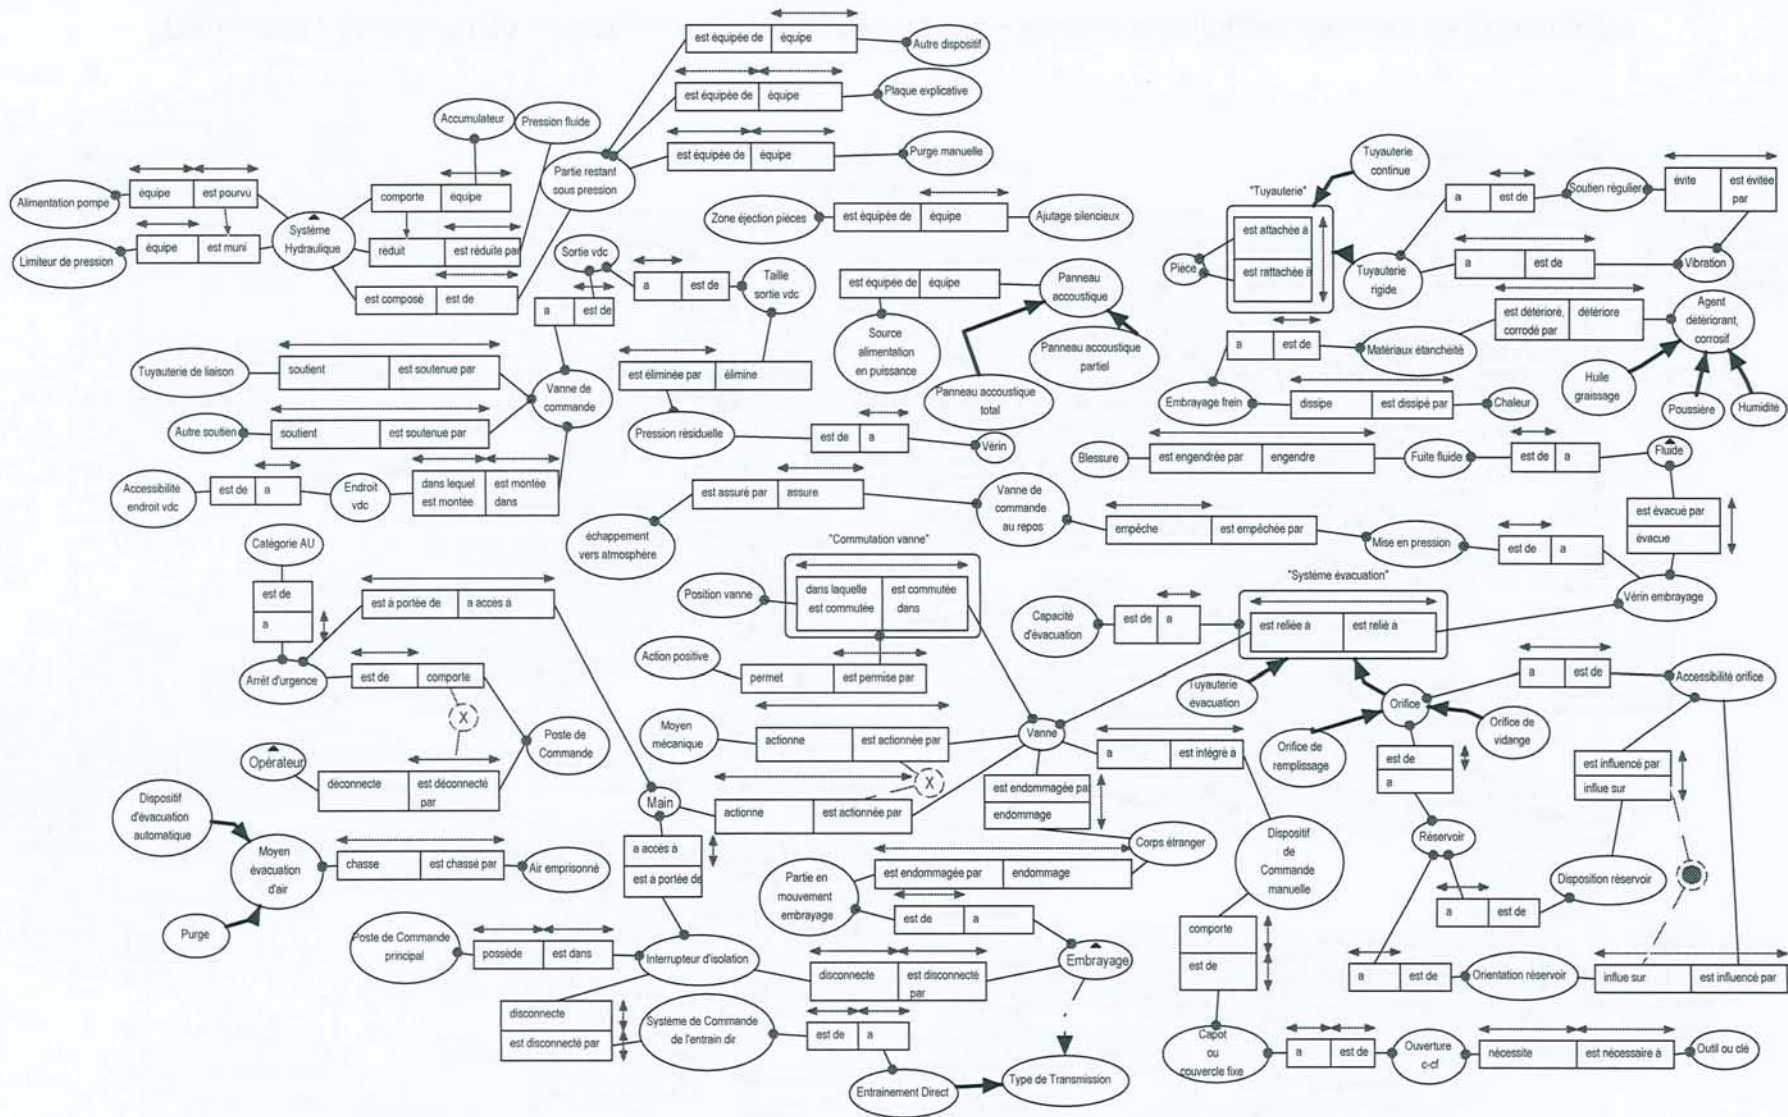 est équipée de
équipe
Autre dispositif
est équipée de
équipe
Plaque explicative
Accumulateur
Pression fluide
est équipée de
équipe
Purge manuelle
Partie restant
sous pression
Alimentation pompe
équipe
est pourvu
comporte
équipe
Système
Hydraulique
Limiteur de pression
équipe
est muni
réduit
est réduite par
est composé
est de
Zone éjection pièces
est équipée de
équipe
Ajutage silencieux
Sortie vdc
a
est de
Taille
sortie vdc
a
est de
est équipée de
équipe
Panneau
accoustique
Source
alimentation
en puissance
Panneau accoustique
partiel
Panneau accoustique
total
Tuyauterie
continue
"Tuyauterie"
est attachée à
est rattachée à
Pièce
Tuyauterie
rigide
a
est de
Soutien régulier
évite
est évitée
par
a
est de
Vibration
est détérioré,
corrodé par
détériore
Agent
détériorant,
corrosif
a
est de
Matériaux étanchéité
Huile
graissage
Poussière
Humidité
Embrayage frein
dissipe
est dissipé par
Chaleur
Tuyauterie de liaison
soutient
est soutenue par
Vanne de
commande
est éliminée par
élimine
Autre soutien
soutient
est soutenue par
Pression résiduelle
est de
a
Vérin
Accessibilité
endroit vdc
est de
a
Endroit
vdc
dans lequel
est montée
est montée
dans
Blessure
est engendrée par
engendre
Fuite fluide
est de
a
Fluide
est assuré par
assure
Vanne de
commande
au repos
empêche
est empêchée par
Mise en pression
est de
a
est évacué par
évacue
Vérin embrayage
échappement
vers atmosphère
Catégorie AU
est de
a
est à portée de
a accès à
Arrêt d'urgence
est de
comporte
X
Poste de
Commande
Opérateur
déconnecte
est déconnecté
par
"Commutation vanne"
Position vanne
dans laquelle
est commutée
est commutée
dans
Action positive
permet
est permise par
"Système évacuation"
Capacité
d'évacuation
est de
a
est reliée à
est relié à
Tuyauterie
évacuation
Orifice
a
est de
Accessibilité orifice
Orifice de
remplissage
Orifice de
vidange
Moyen
mécanique
actionne
est actionnée par
Vanne
a
est intégré à
X
Main
actionne
est actionnée par
est endommagée pa
endommage
est de
a
est influencé par
influe sur
Dispositif
d'évacuation
automatique
Moyen
évacuation
d'air
chasse
est chassé par
Air emprisonné
Purge
a accès à
est à portée de
Corps étranger
Partie en
mouvement
embrayage
est endommagée par
endommage
est de
a
Dispositif
de
Commande
manuelle
Réservoir
a
est de
Disposition réservoir
Poste de Commande
principal
possède
est dans
Interrupteur d'isolation
disconnecte
est disconnecté
par
Embrayage
comporte
est de
a
est de
Orientation réservoir
influe sur
est influencé par
disconnecte
est disconnecté par
Système de Commande
de l'entrain dir.
est de
a
Entrainement Direct
Type de Transmission
Capot
ou
couvercle fixe
a
est de
Ouverture
c-cf
nécessite
est nécessaire à
Outil ou clé